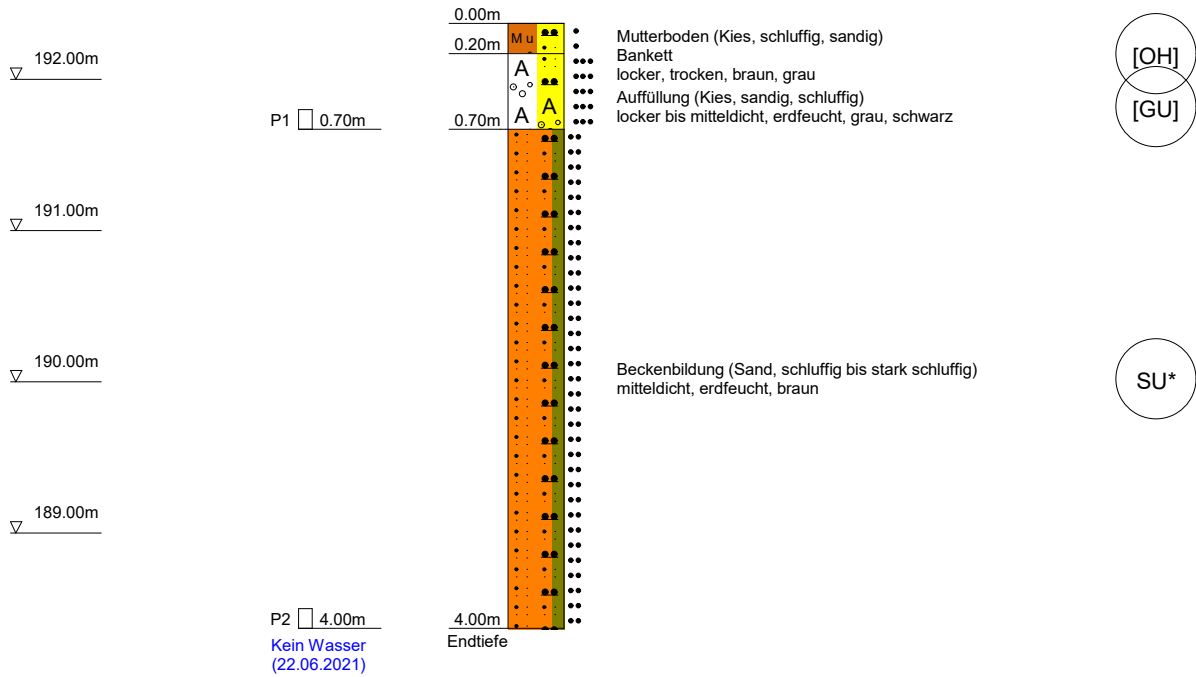 0.00m
Mu
Mutterboden (Kies, schluffig, sandig)
[OH]
0.20m
Bankett
192.00m
locker, trocken, braun, grau
A
Auffüllung (Kies, sandig, schluffig)
[GU]
A
A
locker bis mitteldicht, erdfeucht, grau, schwarz
P1 0.70m
0.70m
191.00m
190.00m
Beckenbildung (Sand, schluffig bis stark schluffig)
SU*
mitteldicht, erdfeucht, braun
189.00m
P2 4.00m
4.00m
Kein Wasser
Endtiefe
(22.06.2021)